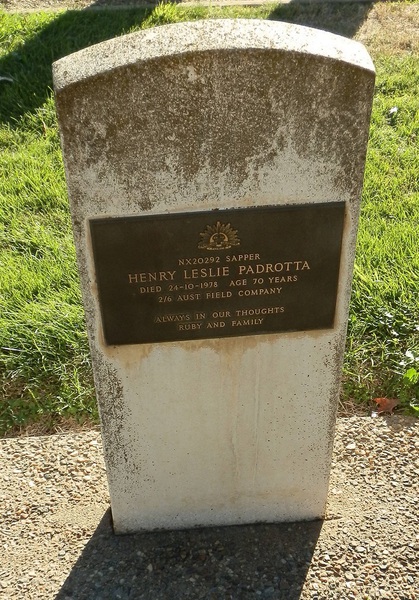 NX20292 SAPPER
HENRY LESLIE PADROTTA
DIED 24-10-1978 AGE 70 YEARS
2/6 AUST FIELD COMPANY
ALWAYS IN OUR THOUGHTS
RUBY AND FAMILY